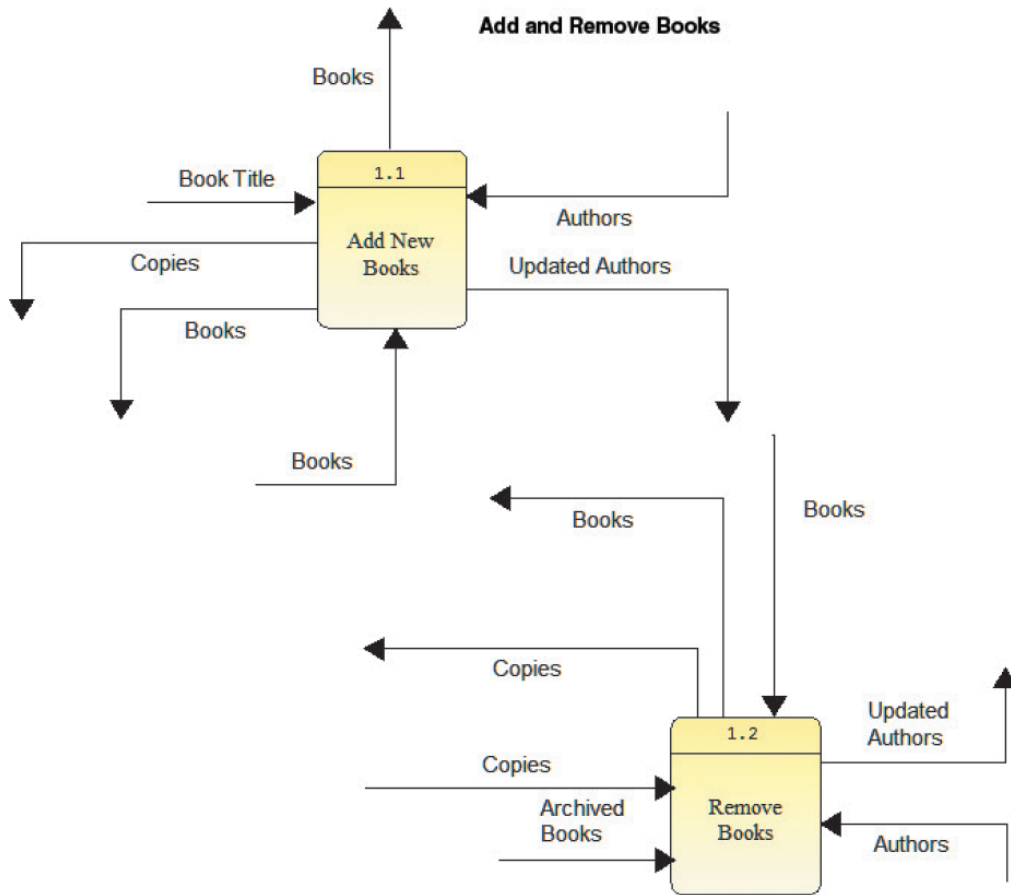 Add and Remove Books
Books
1.1
Book Title
Add New
Books
Authors
Copies
Updated Authors
Books
Books
Books
Books
Copies
1.2
Updated
Authors
Copies
Remove
Books
Archived
Books
Authors